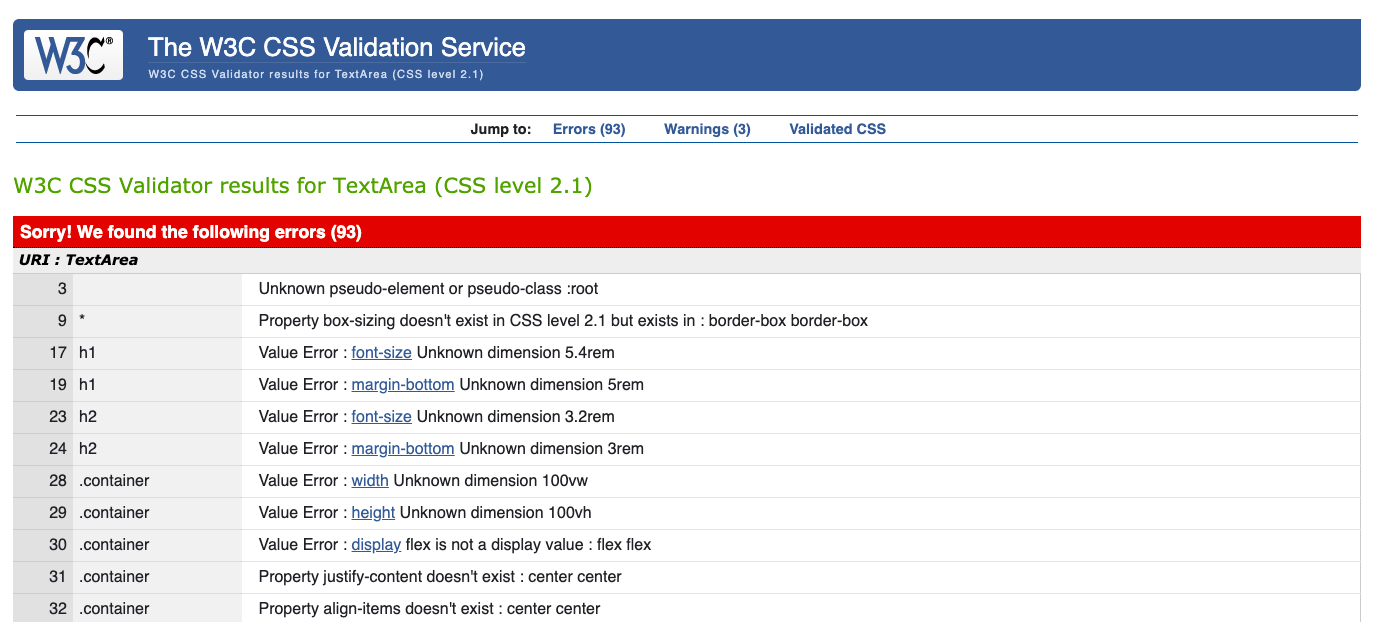 W3C®
The W3C CSS Validation Service
W3C CSS Validator results for TextArea (CSS level 2.1)
Jump to: Errors (93) Warnings (3) Validated CSS
W3C CSS Validator results for TextArea (CSS level 2.1)
Sorry! We found the following errors (93)
URI : TextArea
3 Unknown pseudo-element or pseudo-class :root
9 * Property box-sizing doesn't exist in CSS level 2.1 but exists in : border-box border-box
17 h1 Value Error : font-size Unknown dimension 5.4rem
19 h1 Value Error : margin-bottom Unknown dimension 5rem
23 h2 Value Error : font-size Unknown dimension 3.2rem
24 h2 Value Error : margin-bottom Unknown dimension 3rem
28 .container Value Error : width Unknown dimension 100vw
29 .container Value Error : height Unknown dimension 100vh
30 .container Value Error : display flex is not a display value : flex flex
31 .container Property justify-content doesn't exist : center center
32 .container Property align-items doesn't exist : center center